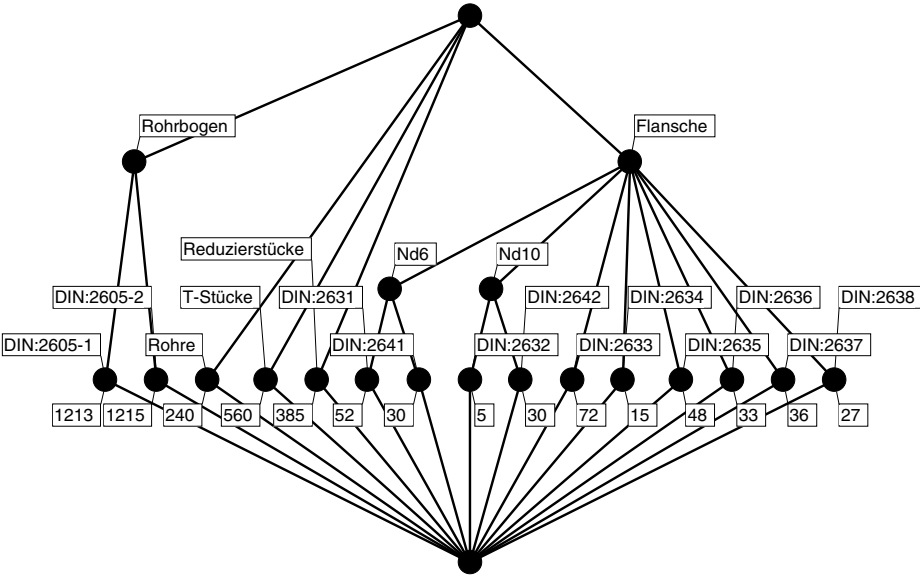 Rohrbogen
Flansche
Reduzierstücke
Nd6
Nd10
DIN:2605-2
T-Stücke
DIN:2631
DIN:2642
DIN:2634
DIN:2636
DIN:2638
DIN:2605-1
Rohre
DIN:2641
DIN:2632
DIN:2633
DIN:2635
DIN:2637
1213
1215
240
560
385
52
30
5
30
72
15
48
33
36
27